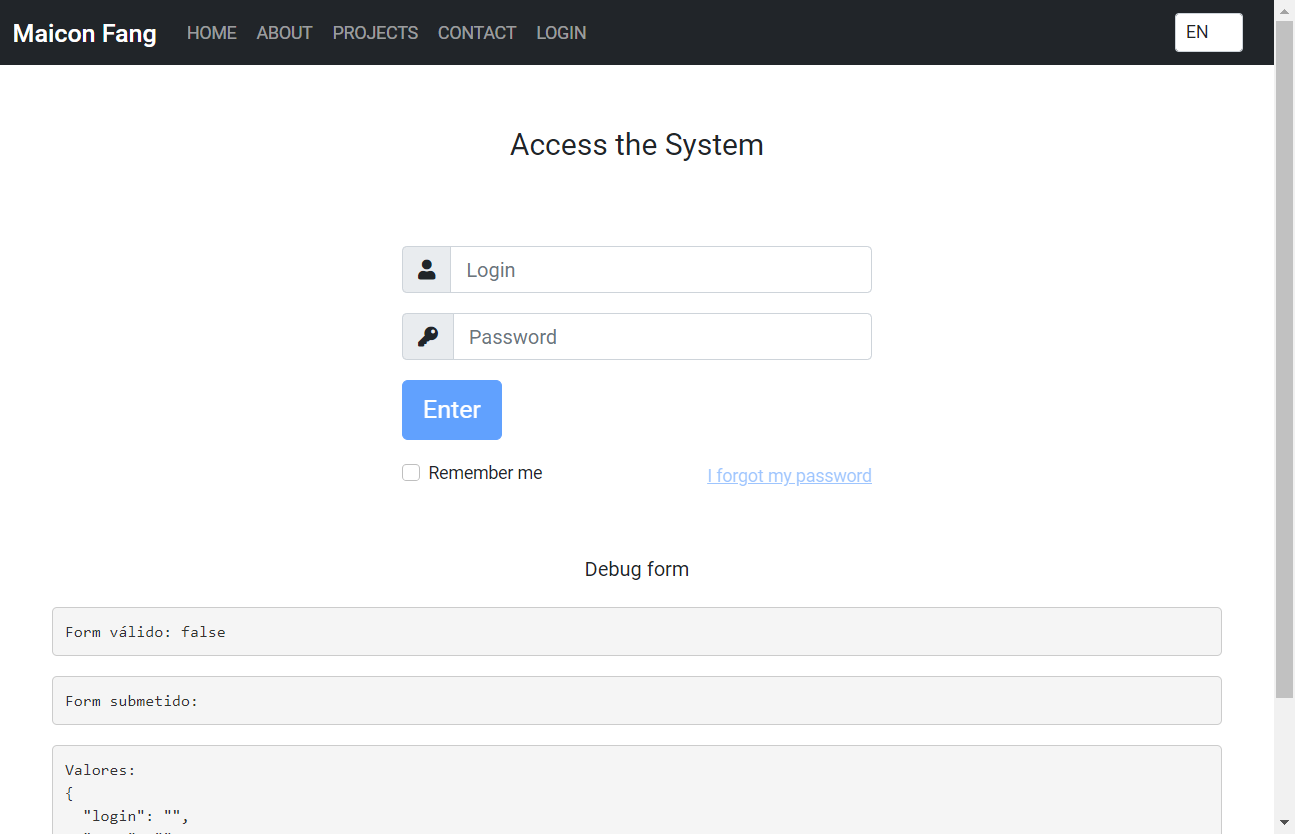 Maicon Fang HOME ABOUT PROJECTS CONTACT LOGIN EN
Access the System
Login
Password
Enter
Remember me I forgot my password
Debug form
Form válido: false
Form submetido:
Valores:
{
"login": "",